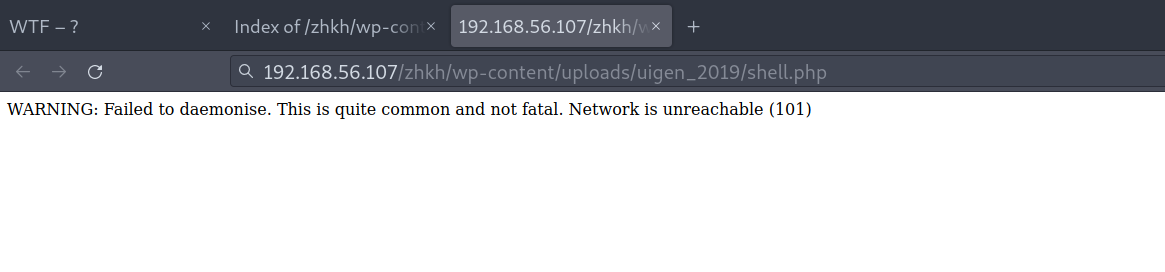 WTF – ?
Index of /zhkh/wp-cont
192.168.56.107/zhkh/w
192.168.56.107/zhkh/wp-content/uploads/uigen_2019/shell.php
WARNING: Failed to daemonise. This is quite common and not fatal. Network is unreachable (101)